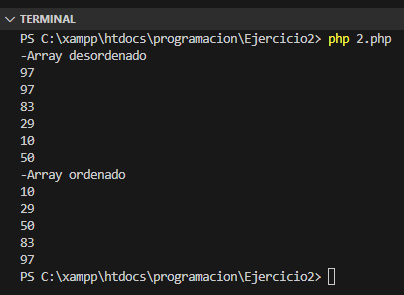 TERMINAL
PS C:\xampp\htdocs\programacion\Ejercicio2> php 2.php
-Array desordenado
97
97
83
29
10
50
-Array ordenado
10
29
50
83
97
PS C:\xampp\htdocs\programacion\Ejercicio2>